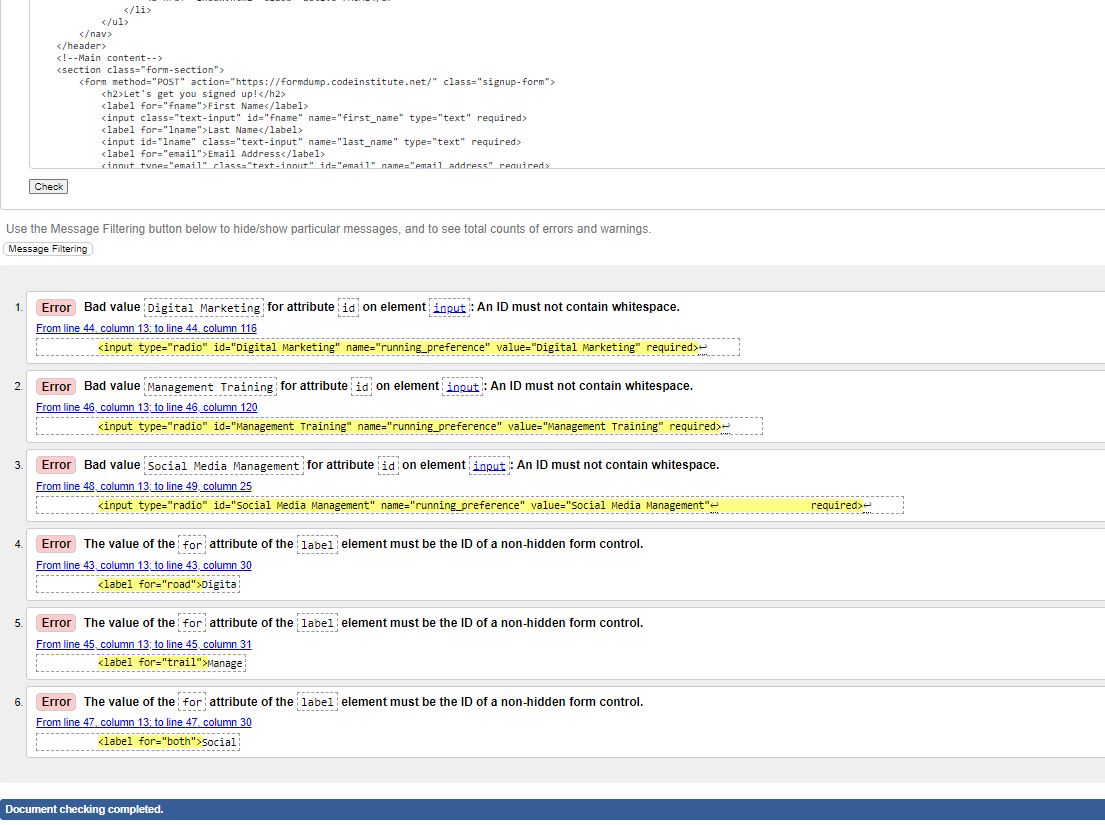 </li>
</ul>
</nav>
</header>
<!--Main content-->
<section class="form-section">
<form method="POST" action="https://formdump.codeinstitute.net/" class="signup-form">
<h2>Let's get you signed up!</h2>
<label for="fname">First Name</label>
<input class="text-input" id="fname" name="first_name" type="text" required>
<label for="lname">Last Name</label>
<input id="lname" class="text-input" name="last_name" type="text" required>
<label for="email">Email Address</label>
<input type="email" class="text-input" id="email" name="email_address" required>
Check
Use the Message Filtering button below to hide/show particular messages, and to see total counts of errors and warnings.
Message Filtering
1. Error Bad value Digital Marketing for attribute id on element input: An ID must not contain whitespace.
From line 44, column 13; to line 44, column 116
<input type="radio" id="Digital Marketing" name="running_preference" value="Digital Marketing" required>↩
2. Error Bad value Management Training for attribute id on element input: An ID must not contain whitespace.
From line 46, column 13; to line 46, column 120
<input type="radio" id="Management Training" name="running_preference" value="Management Training" required>↩
3. Error Bad value Social Media Management for attribute id on element input: An ID must not contain whitespace.
From line 48, column 13; to line 49, column 25
<input type="radio" id="Social Media Management" name="running_preference" value="Social Media Management"↩ required>↩
4. Error The value of the for attribute of the label element must be the ID of a non-hidden form control.
From line 43, column 13; to line 43, column 30
<label for="road">Digita
5. Error The value of the for attribute of the label element must be the ID of a non-hidden form control.
From line 45, column 13; to line 45, column 31
<label for="trail">Manage
6. Error The value of the for attribute of the label element must be the ID of a non-hidden form control.
From line 47, column 13; to line 47, column 30
<label for="both">Social
Document checking completed.